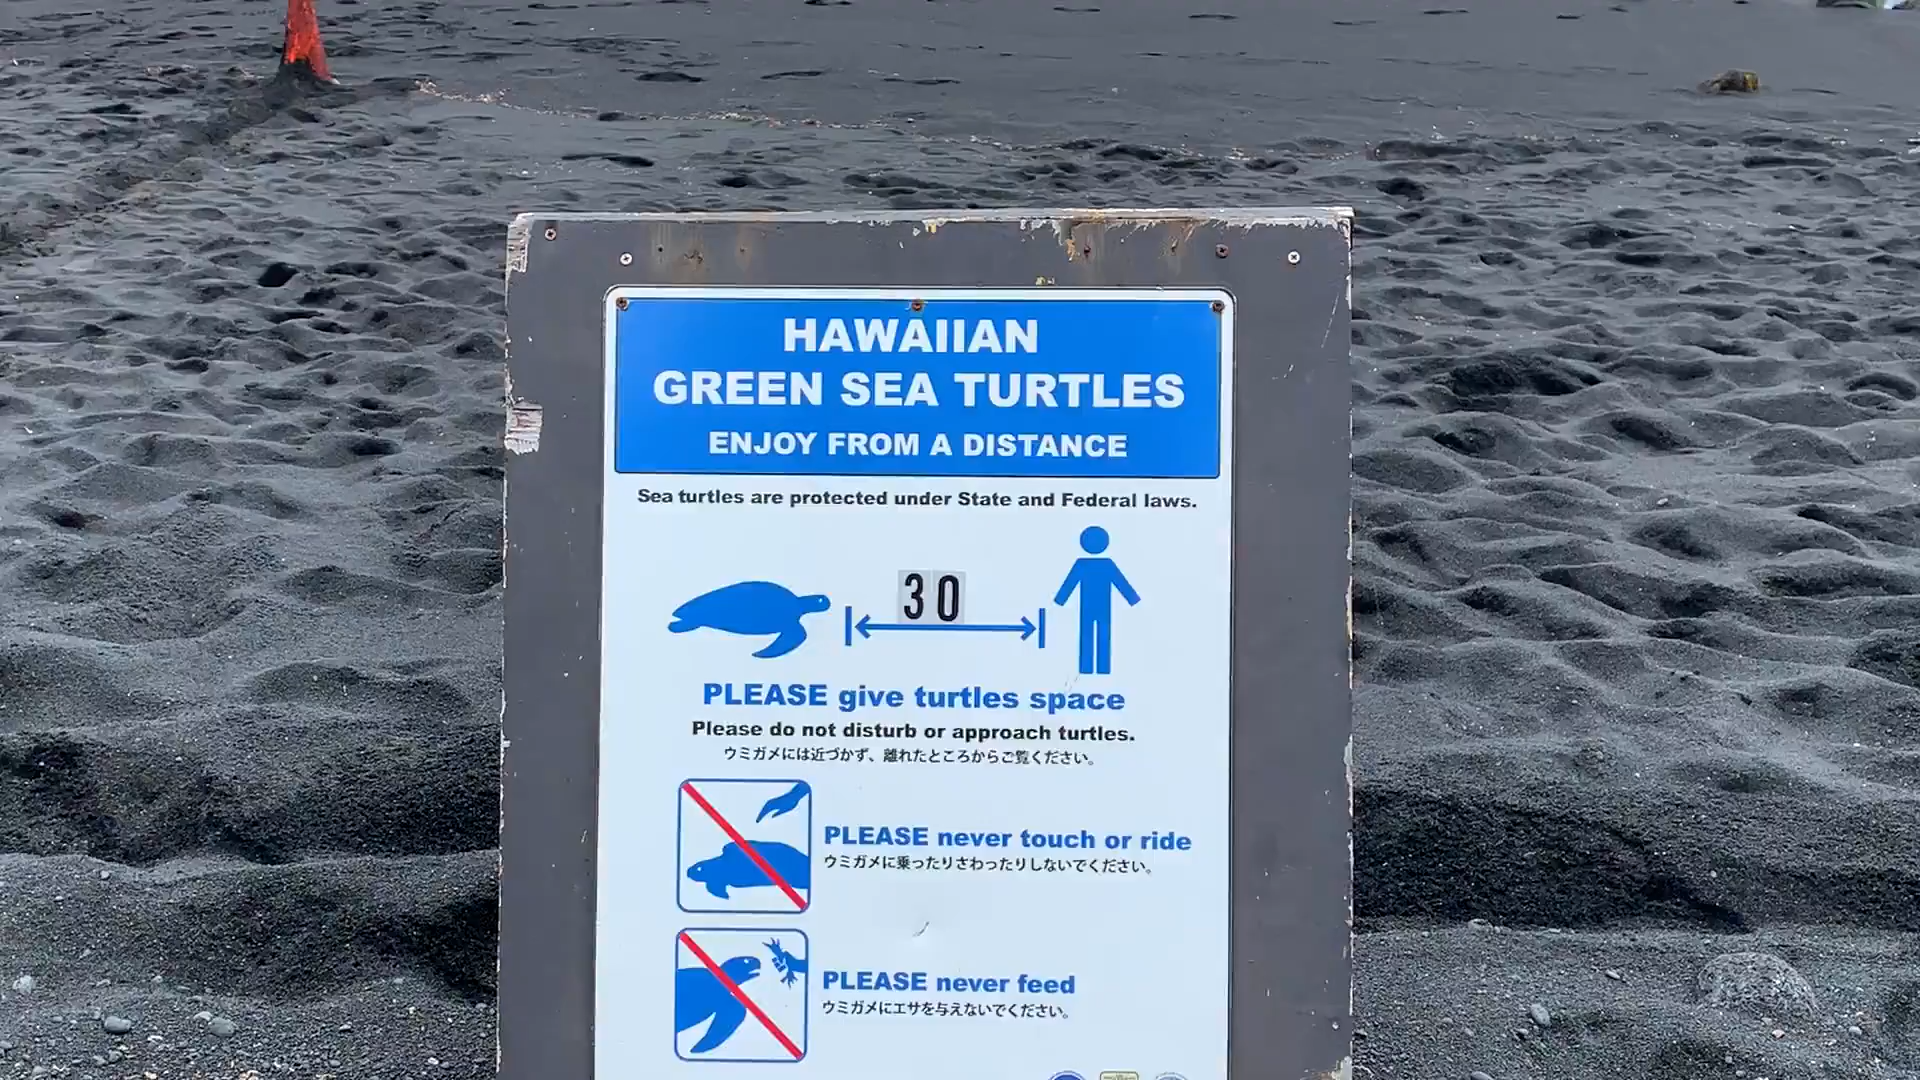 HAWAIIAN
GREEN SEA TURTLES
ENJOY FROM A DISTANCE
Sea turtles are protected under State and Federal laws.
30
PLEASE give turtles space
Please do not disturb or approach turtles.
ウミガメには近づかず、離れたところからご覧ください。
PLEASE never touch or ride
ウミガメに乗ったりさわったりしないでください。
PLEASE never feed
ウミガメにエサを与えないでください。